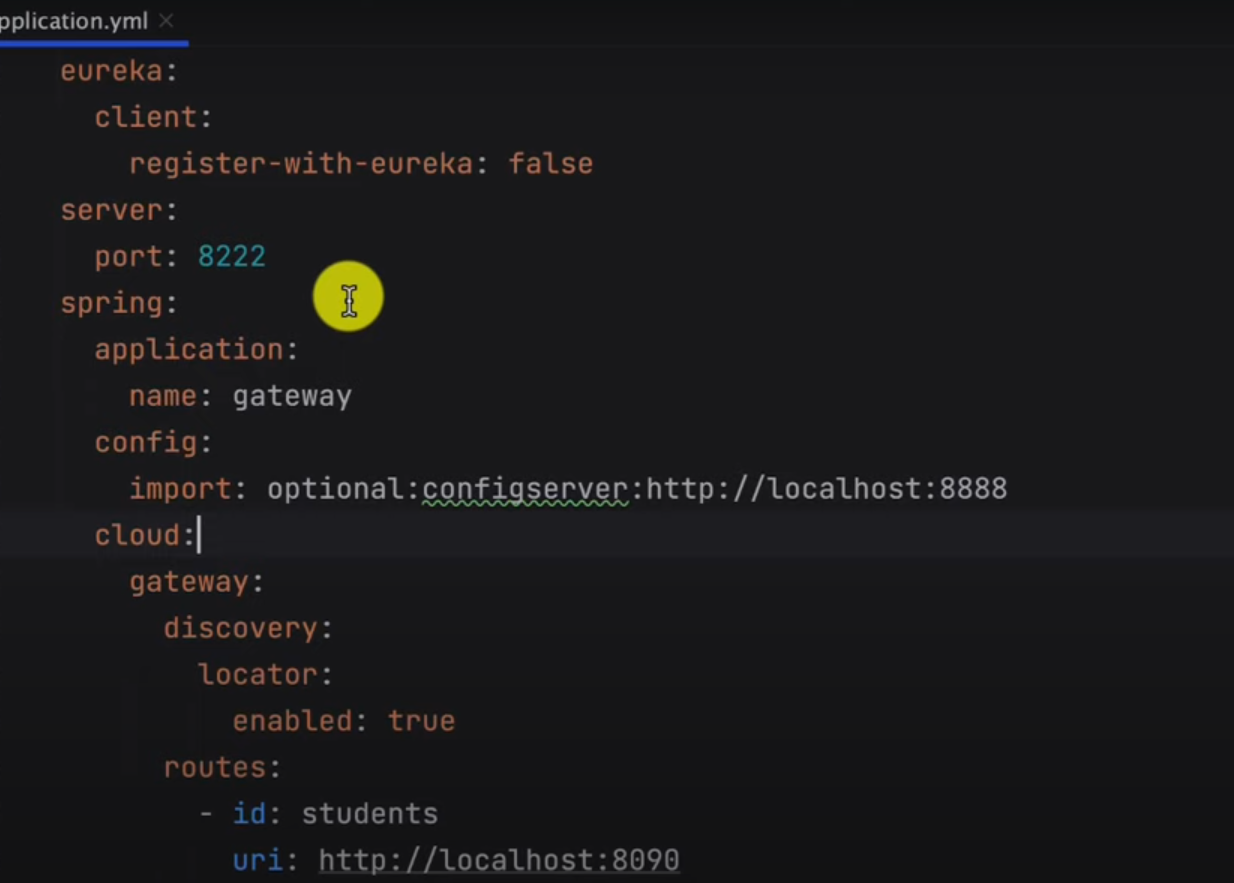 pplication.yml
eureka:
client:
register-with-eureka: false
server:
port: 8222
spring:
application:
name: gateway
config:
import: optional:configserver:http://localhost:8888
cloud:
gateway:
discovery:
locator:
enabled: true
routes:
- id: students
uri: http://localhost:8090